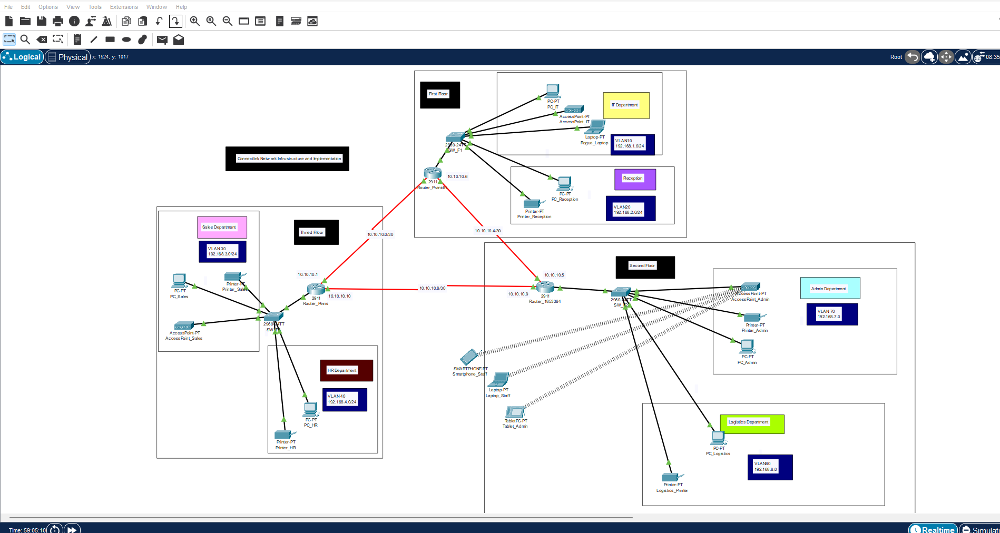 File Edit Options View Tools Extensions Window Help
Logical
Physical
x: 1524, y: 1017
Root
08:35
First Floor
PC-PT
PC_IT
AccessPoint-PT
AccessPoint_IT
IT Department
Laptop-PT
Rogue_Laptop
VLAN10
192.168.1.0/24
2960-24TT
SW_F1
Connectlink Network Infrustructure and Implementation
2911
Router_Pranidh
10.10.10.6
Reception
PC-PT
PC_Reception
VLAN20
192.168.2.0/24
Printer-PT
Printer_Reception
Sales Department
Thried Floor
VLAN 30
192.168.3.0/24
10.10.10.0/30
10.10.10.4/30
PC-PT
PC_Sales
Printer-PT
Printer_Sales
10.10.10.1
2911
Router_Peiris
10.10.10.10
10.10.10.8/30
10.10.10.5
10.10.10.9
2911
Router_1853364
Second Floor
2960-24TT
AccessPoint-PT
AccessPoint_Admin
Admin Department
VLAN 70
192.168.7.0
Printer-PT
Printer_Admin
PC-PT
PC_Admin
2960-24TT
AccessPoint-PT
AccessPoint_Sales
SMARTPHONE-PT
Smartphone_Staff
Laptop-PT
Laptop_Staff
TabletPC-PT
Tablet_Admin
HR Department
VLAN 40
192.168.4.0/24
PC-PT
PC_HR
Printer-PT
Printer_HR
Logistics Department
PC-PT
PC_Logistics
VLAN80
192.168.8.0
Printer-PT
Logistics_Printer
Time: 59:05:10
Realtime
Simulati